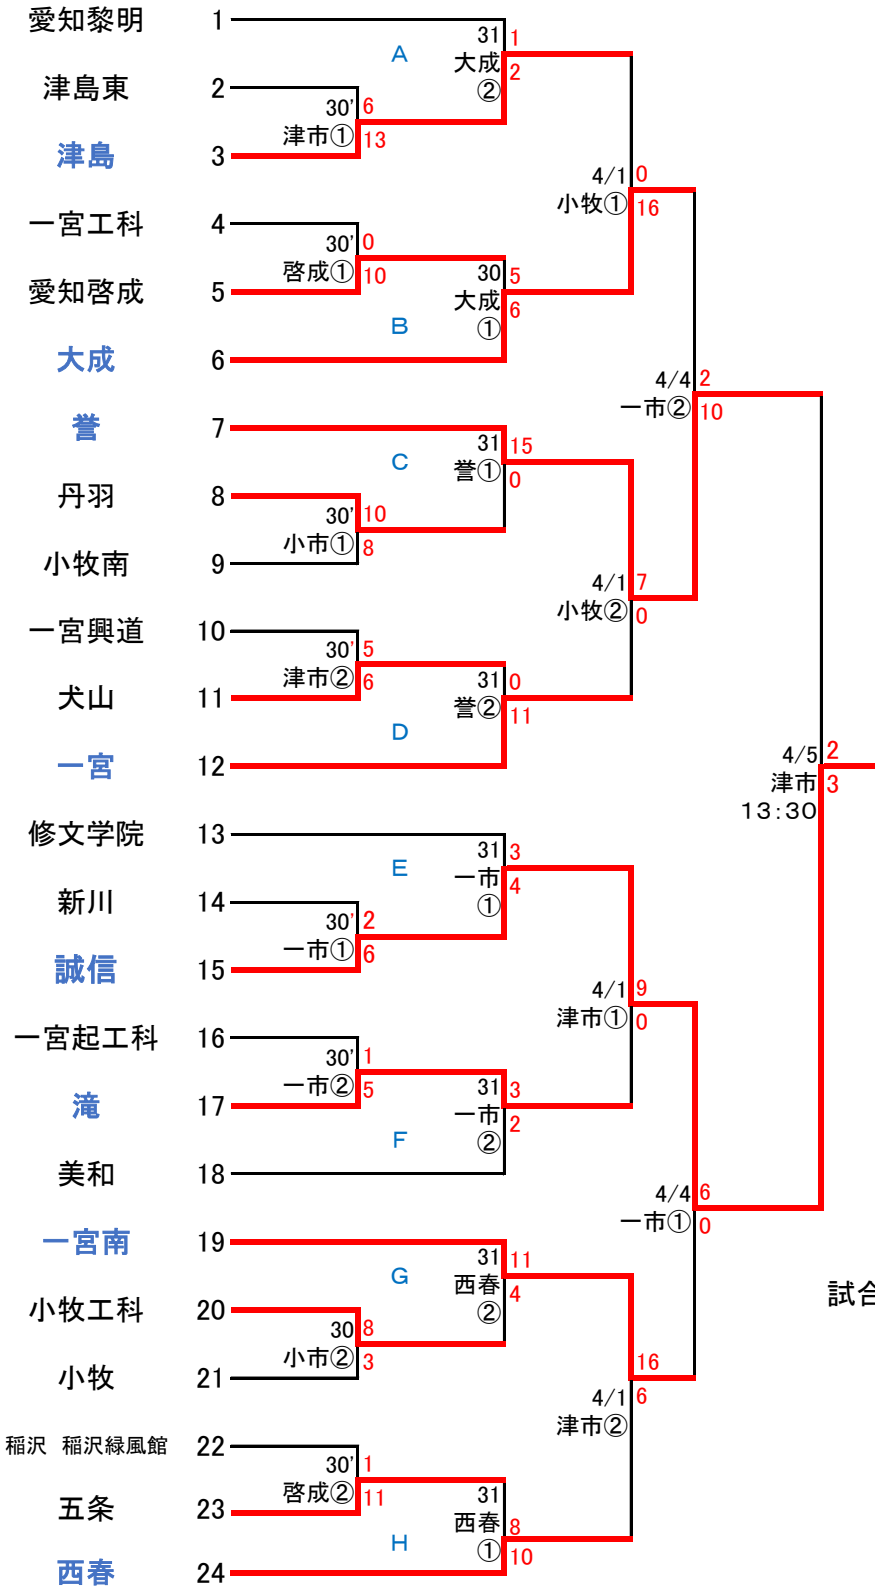 愛知黎明 1
31 1
A 大成 2
②
津島東 2
30' 6
津市① 13
津島 3
4/1 0
小牧① 16
一宮工科 4
30' 0
啓成① 10
愛知啓成 5
30 5
大成 6
①
B
大成 6
4/4 2
一市② 10
誉 7
31 15
C 誉① 0
丹羽 8
30' 10
小市① 8
小牧南 9
4/1 7
小牧② 0
一宮興道 10
30' 5
津市② 6
犬山 11
31 0
誉② 11
D
一宮 12
4/5 2
津市 3
13:30
修文学院 13
31 3
E 一市 4
①
新川 14
30' 2
一市① 6
誠信 15
4/1 9
津市① 0
一宮起工科 16
30' 1
一市② 5
滝 17
31 3
一市 2
②
F
美和 18
4/4 6
一市① 0
一宮南 19
31 11
G 西春 4
②
試合
小牧工科 20
30 8
小市② 3
小牧 21
16
4/1 6
津市②
稲沢 稲沢緑風館 22
30' 1
啓成② 11
五条 23
31
西春 8
① 10
H
西春 24